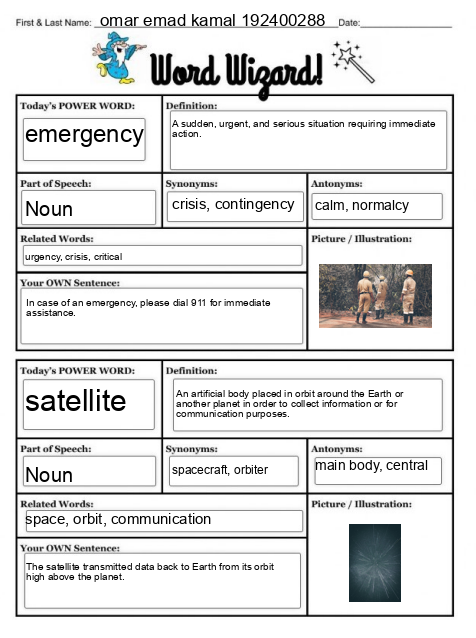 First & Last Name: omar emad kamal 192400288 Date:
Word Wizard!
Today's POWER WORD:
emergency
Definition:
A sudden, urgent, and serious situation requiring immediate
action.
Part of Speech:
Noun
Synonyms:
crisis, contingency
Antonyms:
calm, normalcy
Related Words:
urgency, crisis, critical
Picture / Illustration:
Your OWN Sentence:
In case of an emergency, please dial 911 for immediate
assistance.
Today's POWER WORD:
satellite
Definition:
An artificial body placed in orbit around the Earth or
another planet in order to collect information or for
communication purposes.
Part of Speech:
Noun
Synonyms:
spacecraft, orbiter
Antonyms:
main body, central
Related Words:
space, orbit, communication
Picture / Illustration:
Your OWN Sentence:
The satellite transmitted data back to Earth from its orbit
high above the planet.